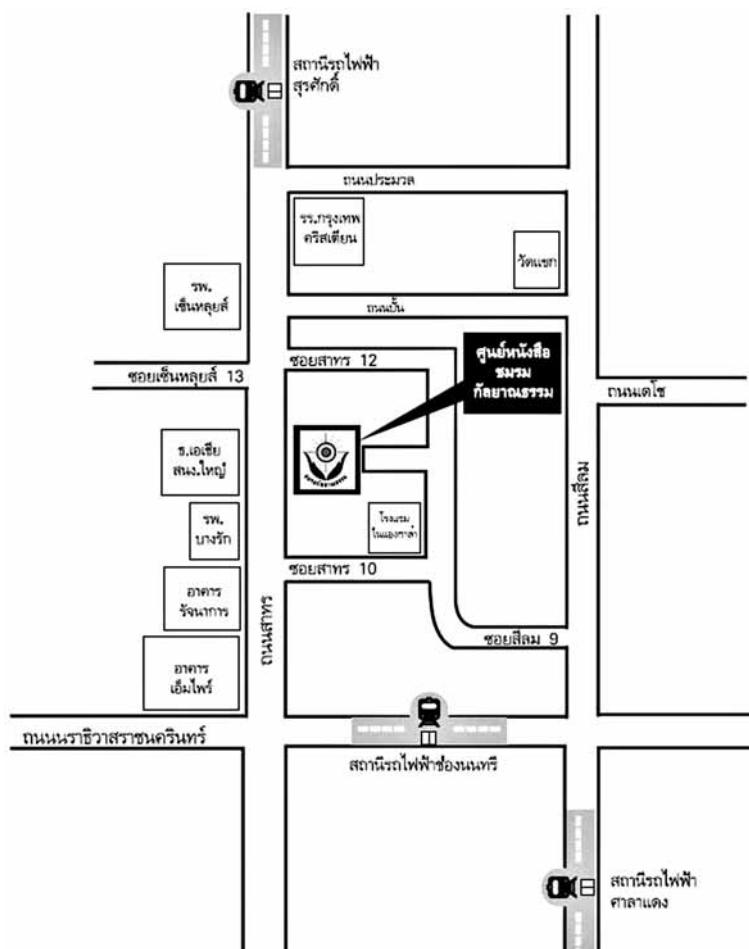 สถานีรถไฟฟ้า
สุรศักดิ์
ถนนประมวล
รร.กรุงเทพ
คริสเตียน
วัดแขก
รพ.
เซ็นหลุยส์
ถนนปั้น
ศูนย์หนังสือ
ชมรม
กัลยาณธรรม
ซอยสาทร 12
ซอยเซ็นหลุยส์ 13
ถนนเดโช
ธ.เอเชีย
สนง.ใหญ่
ถนนสีลม
รพ.
บางรัก
โรงแรม
ซอยสาทร 10
อาคาร
รัจนาการ
ถนนสาทร
ซอยสีลม 9
อาคาร
เอ็มไพร์
ถนนนราธิวาสราชนครินทร์
สถานีรถไฟฟ้าช่องนนทรี
สถานีรถไฟฟ้า
ศาลาแดง